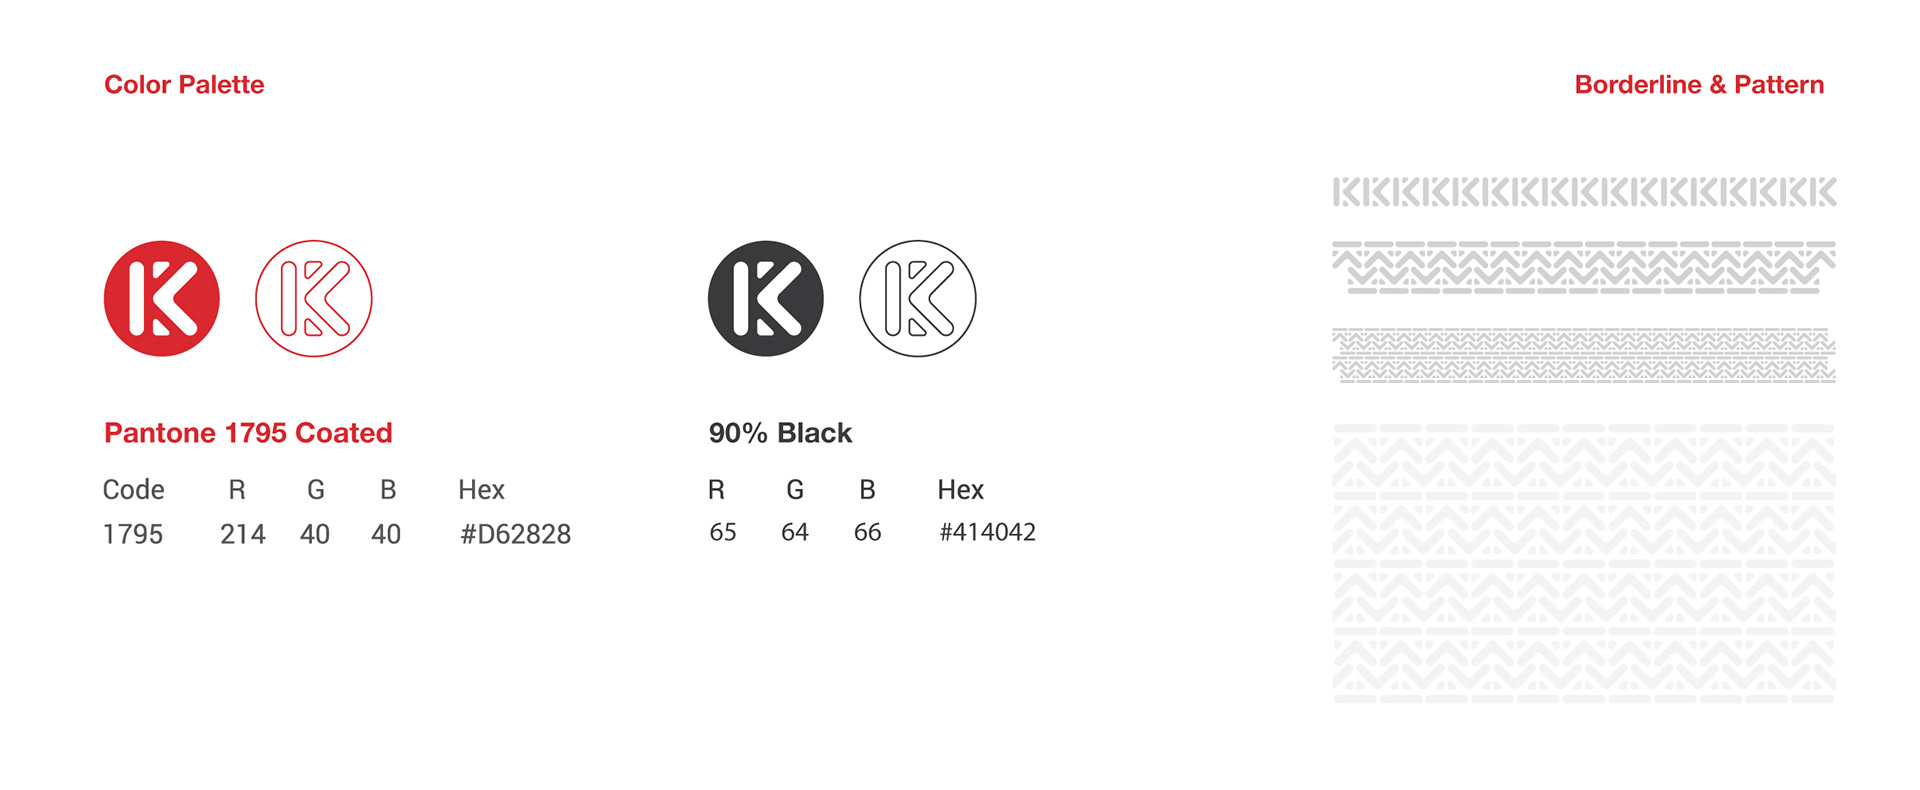 Color Palette
Borderline & Pattern
K K K K
KKKKKKKKKKKKKKKKK
Pantone 1795 Coated
Code R G B Hex
1795 214 40 40 #D62828
90% Black
R G B Hex
65 64 66 #414042